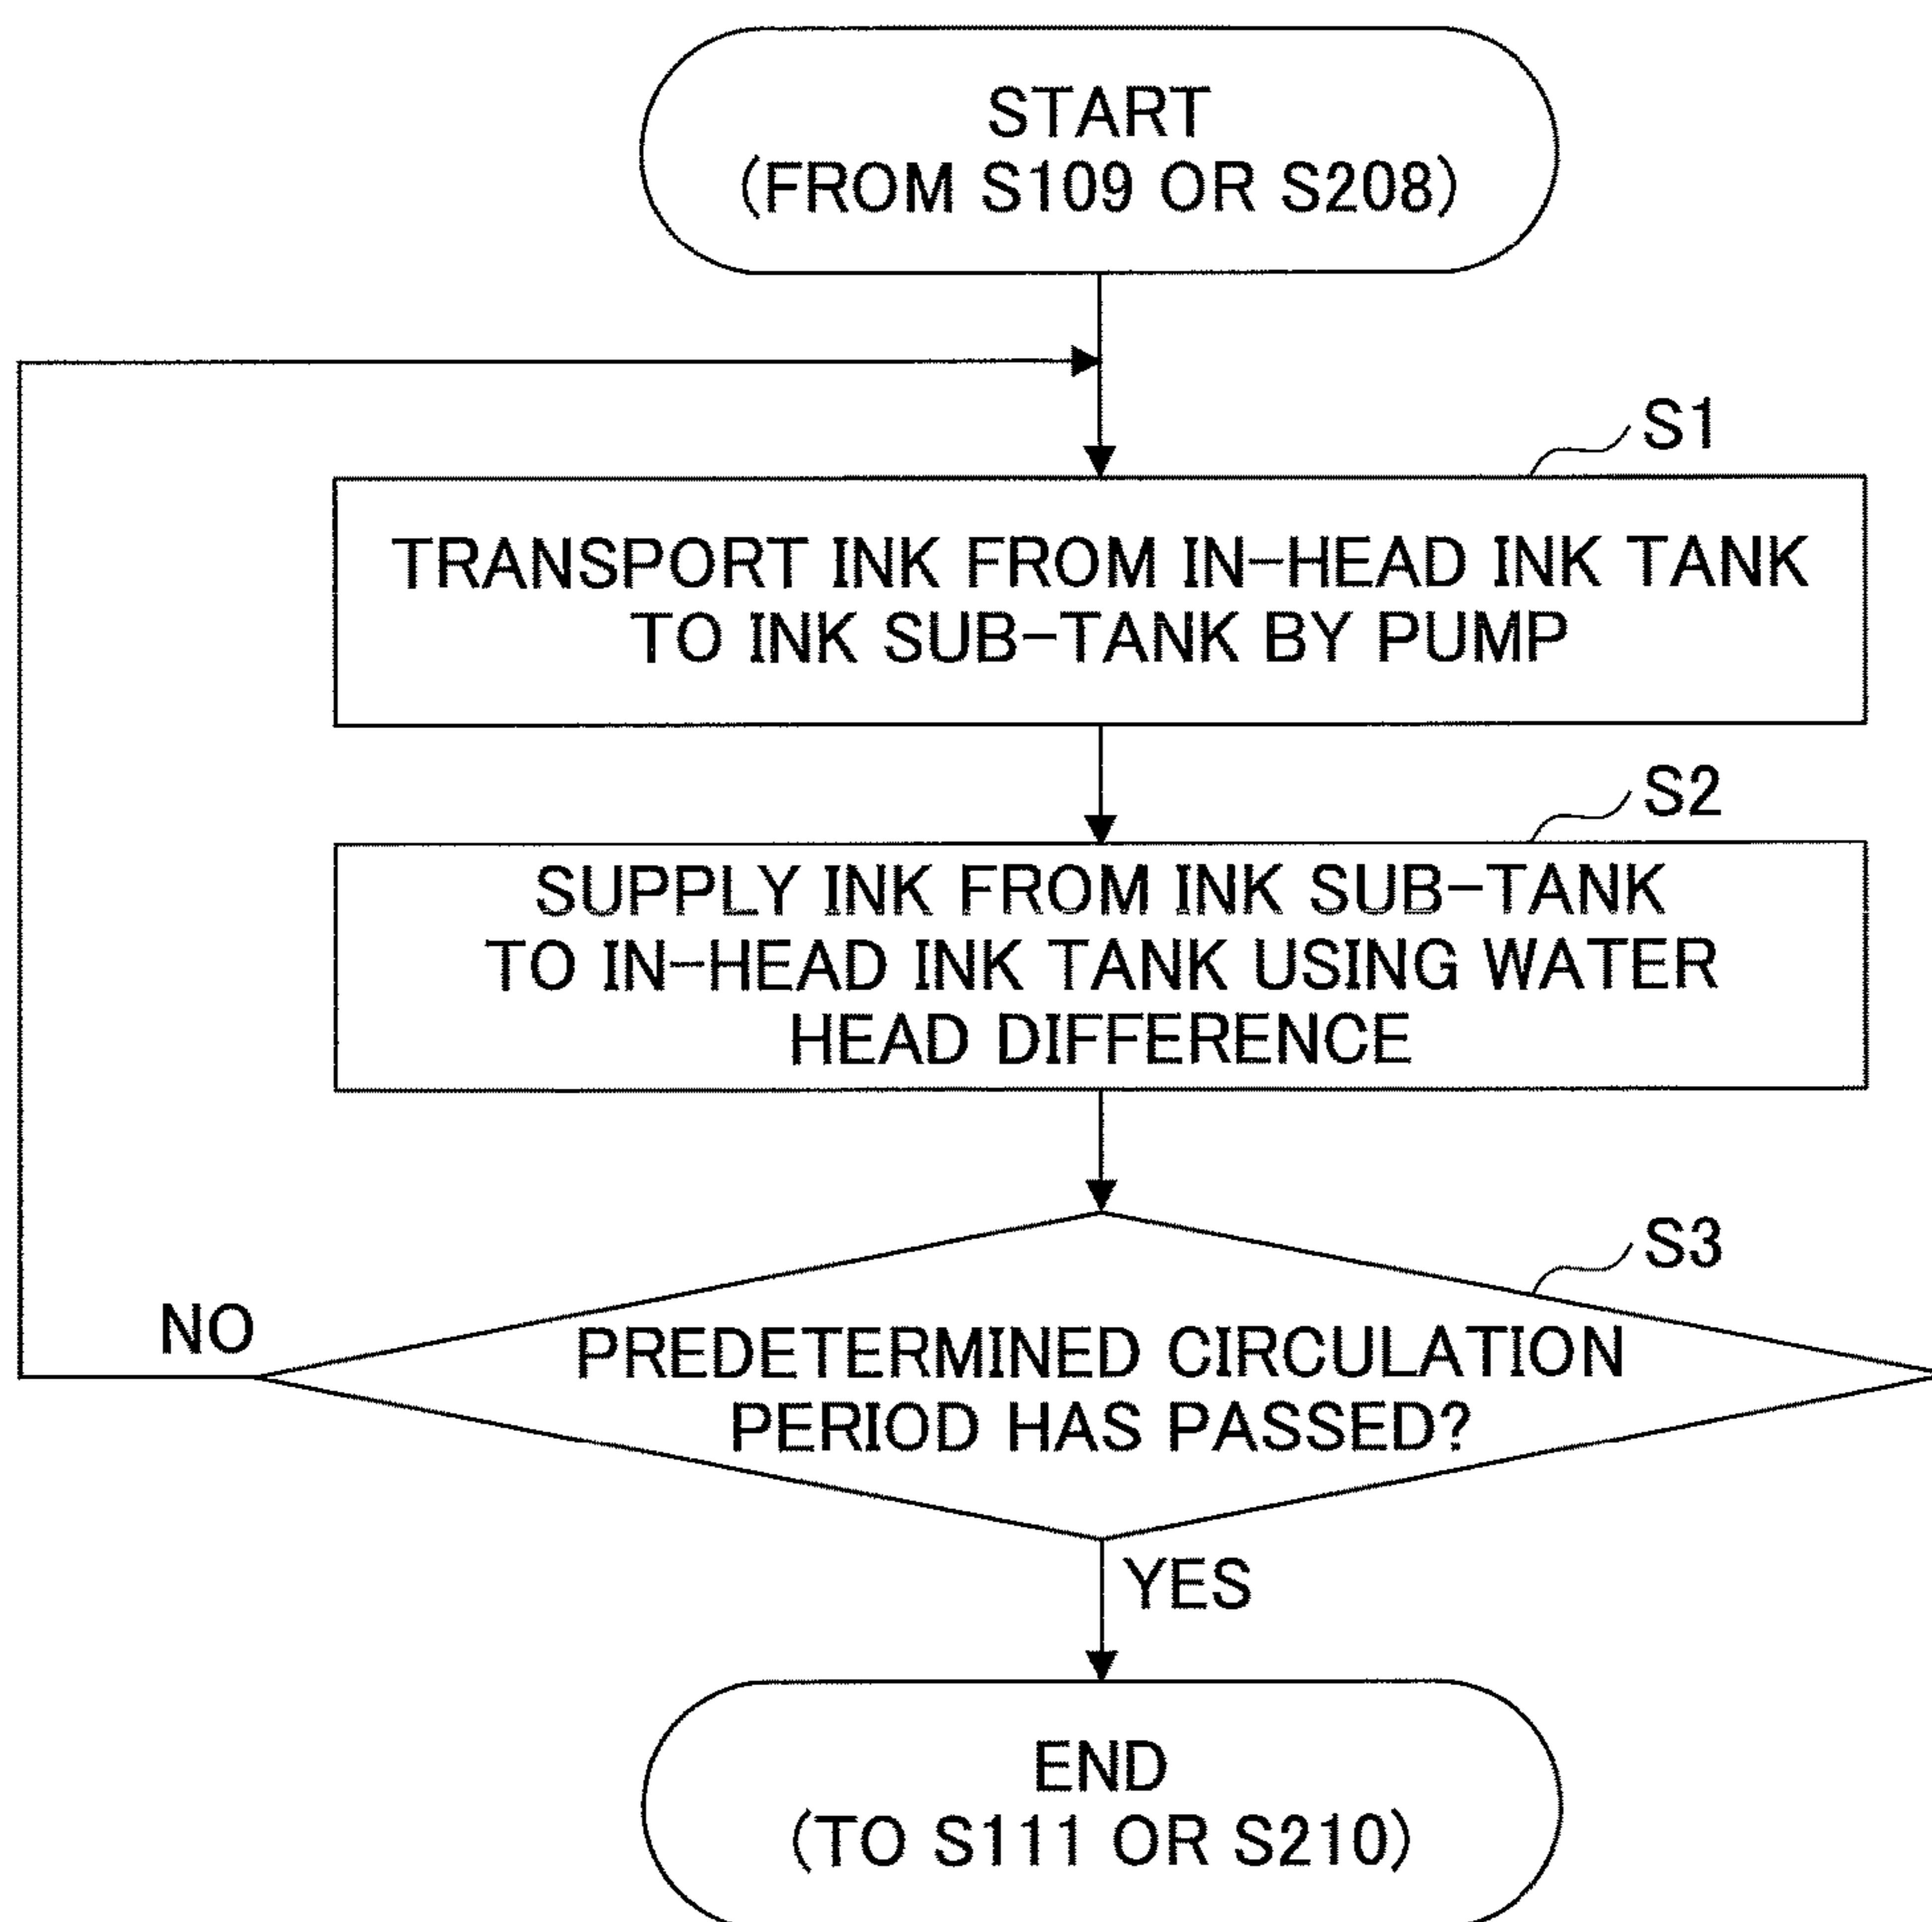 START
(FROM S109 OR S208)
S1
TRANSPORT INK FROM IN-HEAD INK TANK
TO INK SUB-TANK BY PUMP
S2
SUPPLY INK FROM INK SUB-TANK
TO IN-HEAD INK TANK USING WATER
HEAD DIFFERENCE
S3
NO
PREDETERMINED CIRCULATION
PERIOD HAS PASSED?
YES
END
(TO S111 OR S210)